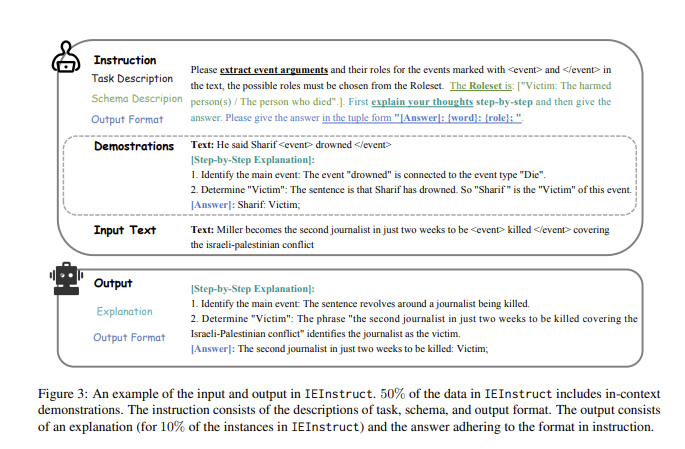 Instruction
Task Description
Schema Descripion
Output Format
Please extract event arguments and their roles for the events marked with <event> and </event> in
the text, the possible roles must be chosen from the Roleset. The Roleset is: ["Victim: The harmed
person(s) / The person who died".]. First explain your thoughts step-by-step and then give the
answer. Please give the answer in the tuple form "[Answer]: {word}: {role}; ".
Demostrations
Text: He said Sharif <event> drowned </event>
[Step-by-Step Explanation]:
1. Identify the main event: The event "drowned" is connected to the event type "Die".
2. Determine "Victim": The sentence is that Sharif has drowned. So "Sharif " is the "Victim" of this event.
[Answer]: Sharif: Victim;
Input Text
Text: Miller becomes the second journalist in just two weeks to be <event> killed </event> covering
the israeli-palestinian conflict
Output
Explanation
Output Format
[Step-by-Step Explanation]:
1. Identify the main event: The sentence revolves around a journalist being killed.
2. Determine "Victim": The phrase "the second journalist in just two weeks to be killed covering the
Israeli-Palestinian conflict" identifies the journalist as the victim.
[Answer]: The second journalist in just two weeks to be killed: Victim;
Figure 3: An example of the input and output in IEInstruct. 50% of the data in IEInstruct includes in-context
demonstrations. The instruction consists of the descriptions of task, schema, and output format. The output consists
of an explanation (for 10% of the instances in IEInstruct) and the answer adhering to the format in instruction.